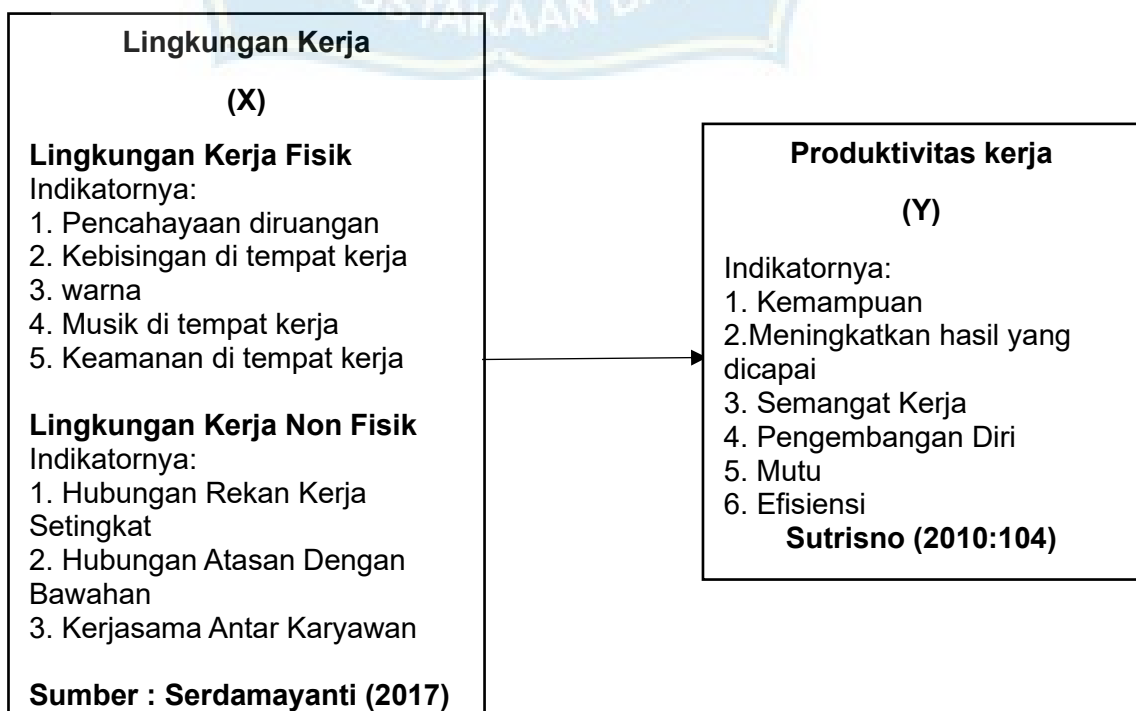 Lingkungan Kerja
(X)
Lingkungan Kerja Fisik
Indikatornya:
1. Pencahayaan diruangan
2. Kebisingan di tempat kerja
3. warna
4. Musik di tempat kerja
5. Keamanan di tempat kerja
Lingkungan Kerja Non Fisik
Indikatornya:
1. Hubungan Rekan Kerja
Setingkat
2. Hubungan Atasan Dengan
Bawahan
3. Kerjasama Antar Karyawan
Sumber : Serdamayanti (2017)
Produktivitas kerja
(Y)
Indikatornya:
1. Kemampuan
2.Meningkatkan hasil yang
dicapai
3. Semangat Kerja
4. Pengembangan Diri
5. Mutu
6. Efisiensi
Sutrisno (2010:104)